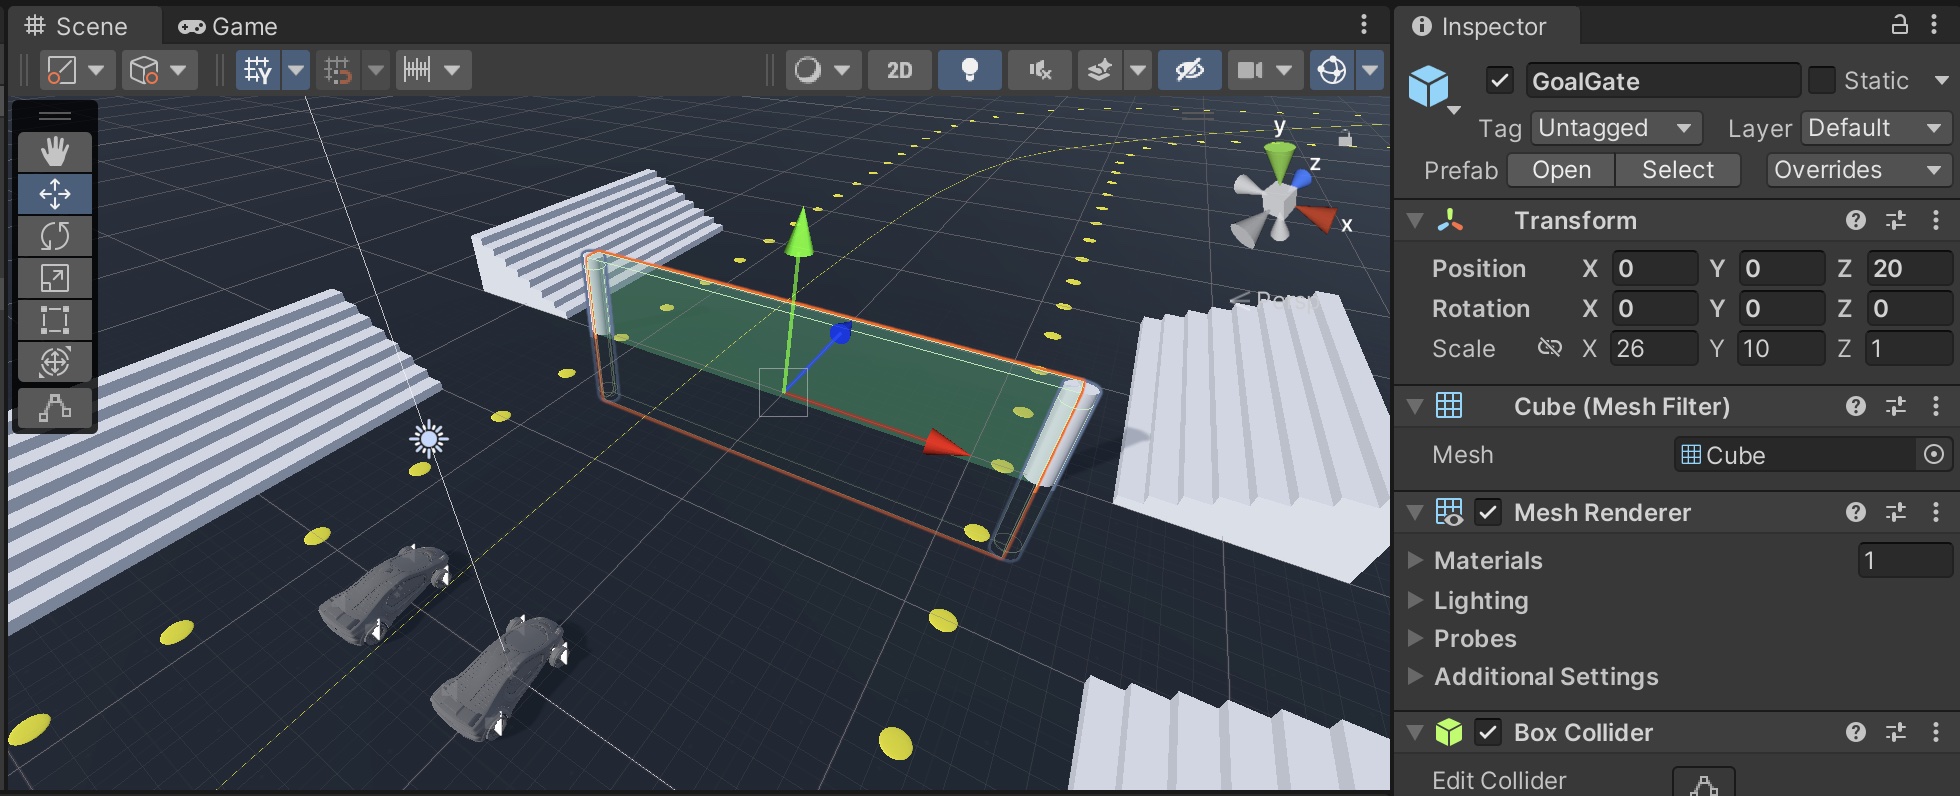 Scene
Game
2D
y
z
x
Persp
Inspector
GoalGate
Static
Tag Untagged Layer Default
Prefab Open Select Overrides
Transform
Position X 0 Y 0 Z 20
Rotation X 0 Y 0 Z 0
Scale X 26 Y 10 Z 1
Cube (Mesh Filter)
Mesh Cube
Mesh Renderer
Materials 1
Lighting
Probes
Additional Settings
Box Collider
Edit Collider